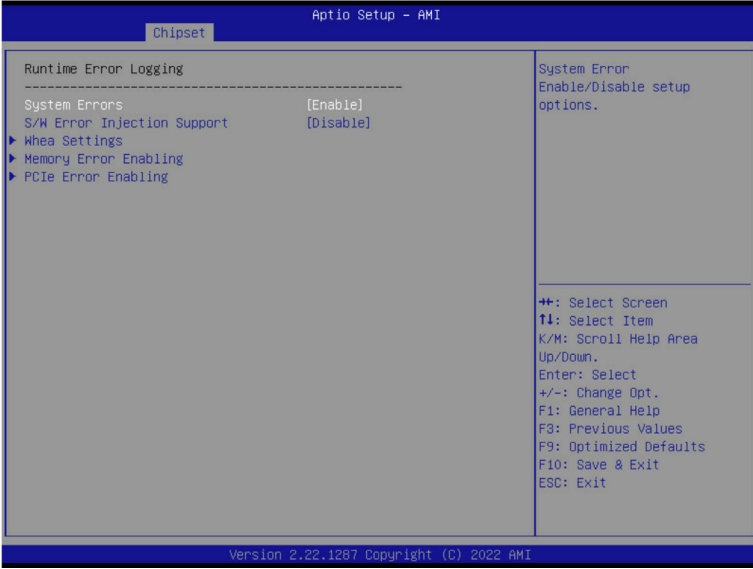 Aptio Setup – AMI
Chipset
Runtime Error Logging
--------------------------------------------------
System Errors [Enable]
S/W Error Injection Support [Disable]
Whea Settings
Memory Error Enabling
PCIe Error Enabling
System Error
Enable/Disable setup
options.
→←: Select Screen
↑↓: Select Item
K/M: Scroll Help Area
Up/Down.
Enter: Select
+/-: Change Opt.
F1: General Help
F3: Previous Values
F9: Optimized Defaults
F10: Save & Exit
ESC: Exit
Version 2.22.1287 Copyright (C) 2022 AMI